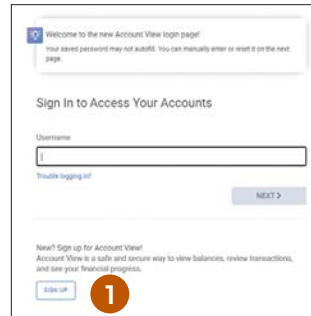 Welcome to the new Account View login page!
Your saved password may not autofill. You can manually enter or reset it on the next
page.
Sign In to Access Your Accounts
Username
Trouble logging in?
NEXT >
New? Sign up for Account View!
Account View is a safe and secure way to view balances, review transactions,
and see your financial progress.
SIGN UP
1